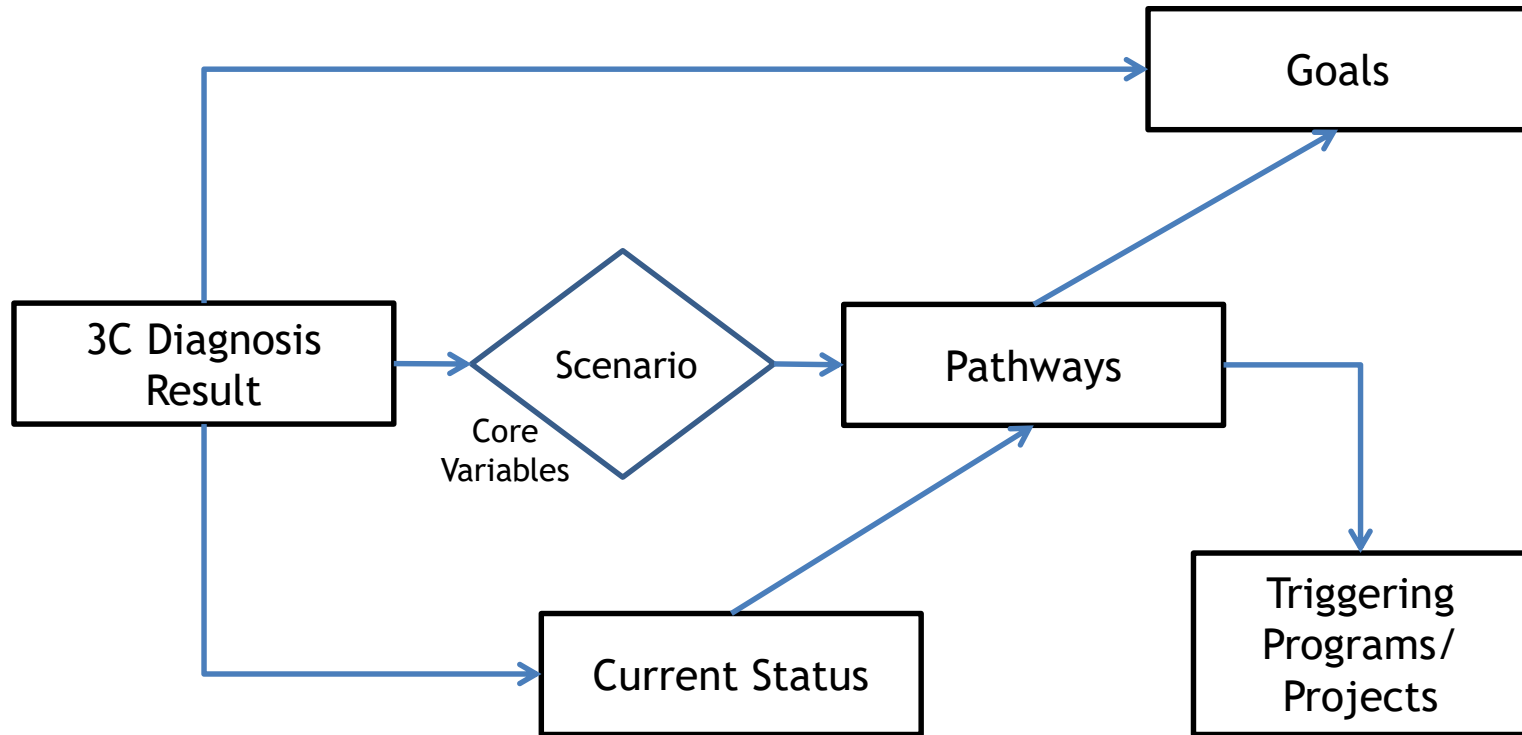 Goals
3C Diagnosis
Result
Scenario
Core
Variables
Pathways
Current Status
Triggering
Programs/
Projects